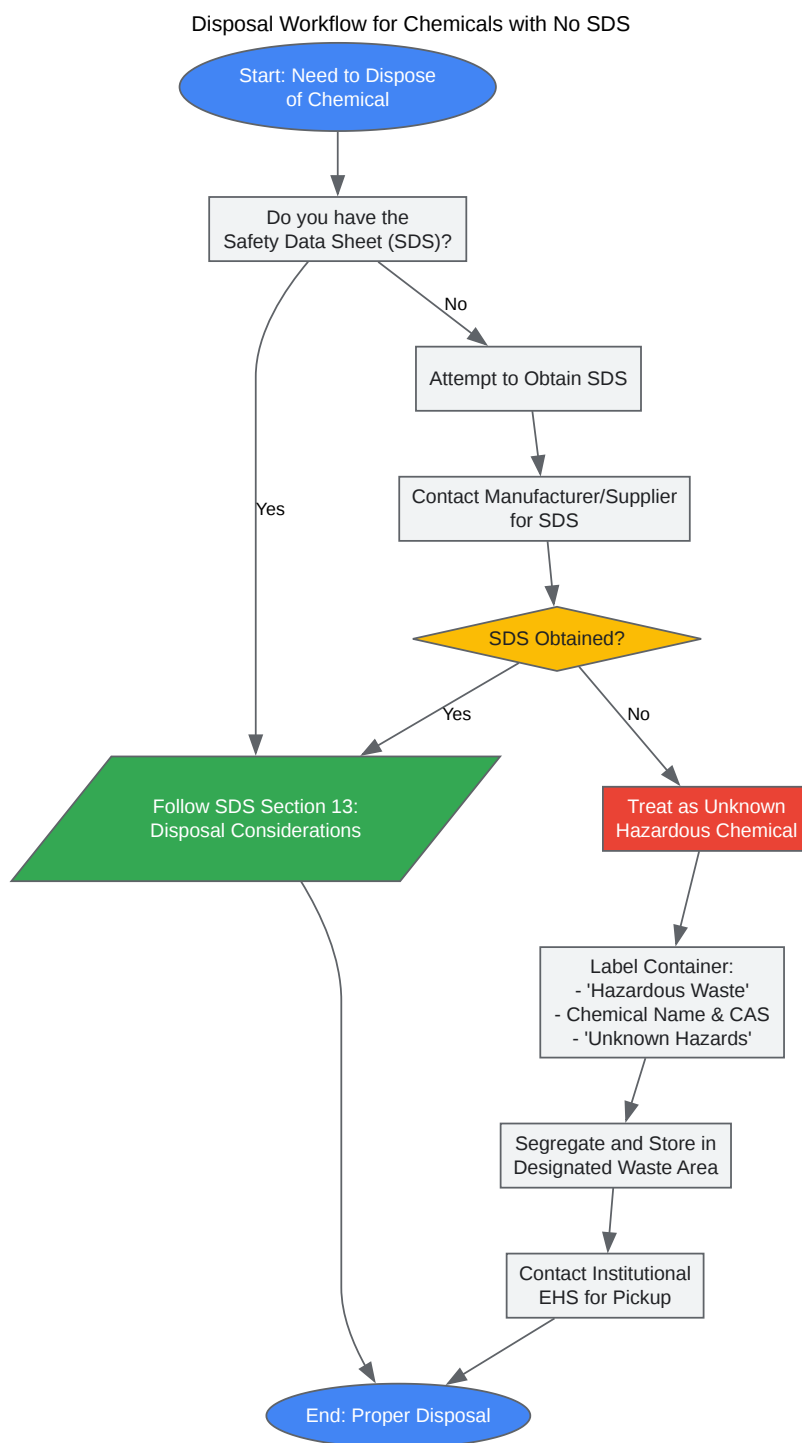 Disposal Workflow for Chemicals with No SDS
Start: Need to Dispose
of Chemical
Do you have the
Safety Data Sheet (SDS)?
No
Attempt to Obtain SDS
Contact Manufacturer/Supplier
for SDS
Yes
SDS Obtained?
Yes
No
Follow SDS Section 13:
Disposal Considerations
Treat as Unknown
Hazardous Chemical
Label Container:
- 'Hazardous Waste'
- Chemical Name & CAS
- 'Unknown Hazards'
Segregate and Store in
Designated Waste Area
Contact Institutional
EHS for Pickup
End: Proper Disposal